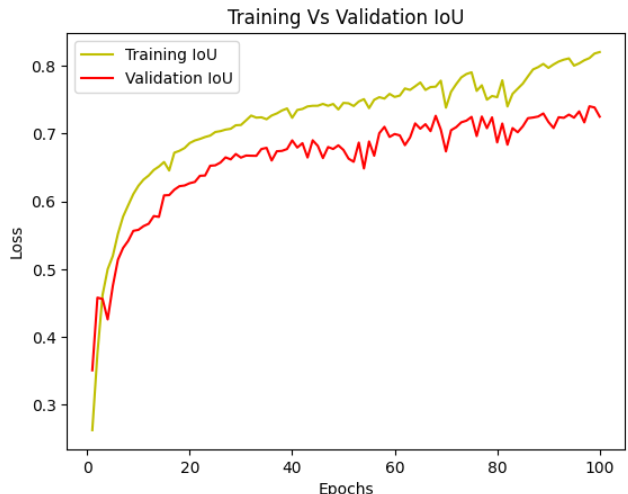 Training Vs Validation IoU
Training IoU
Validation IoU
0.8
0.7
0.6
0.5
0.4
0.3
Loss
0 20 40 60 80 100
Epochs